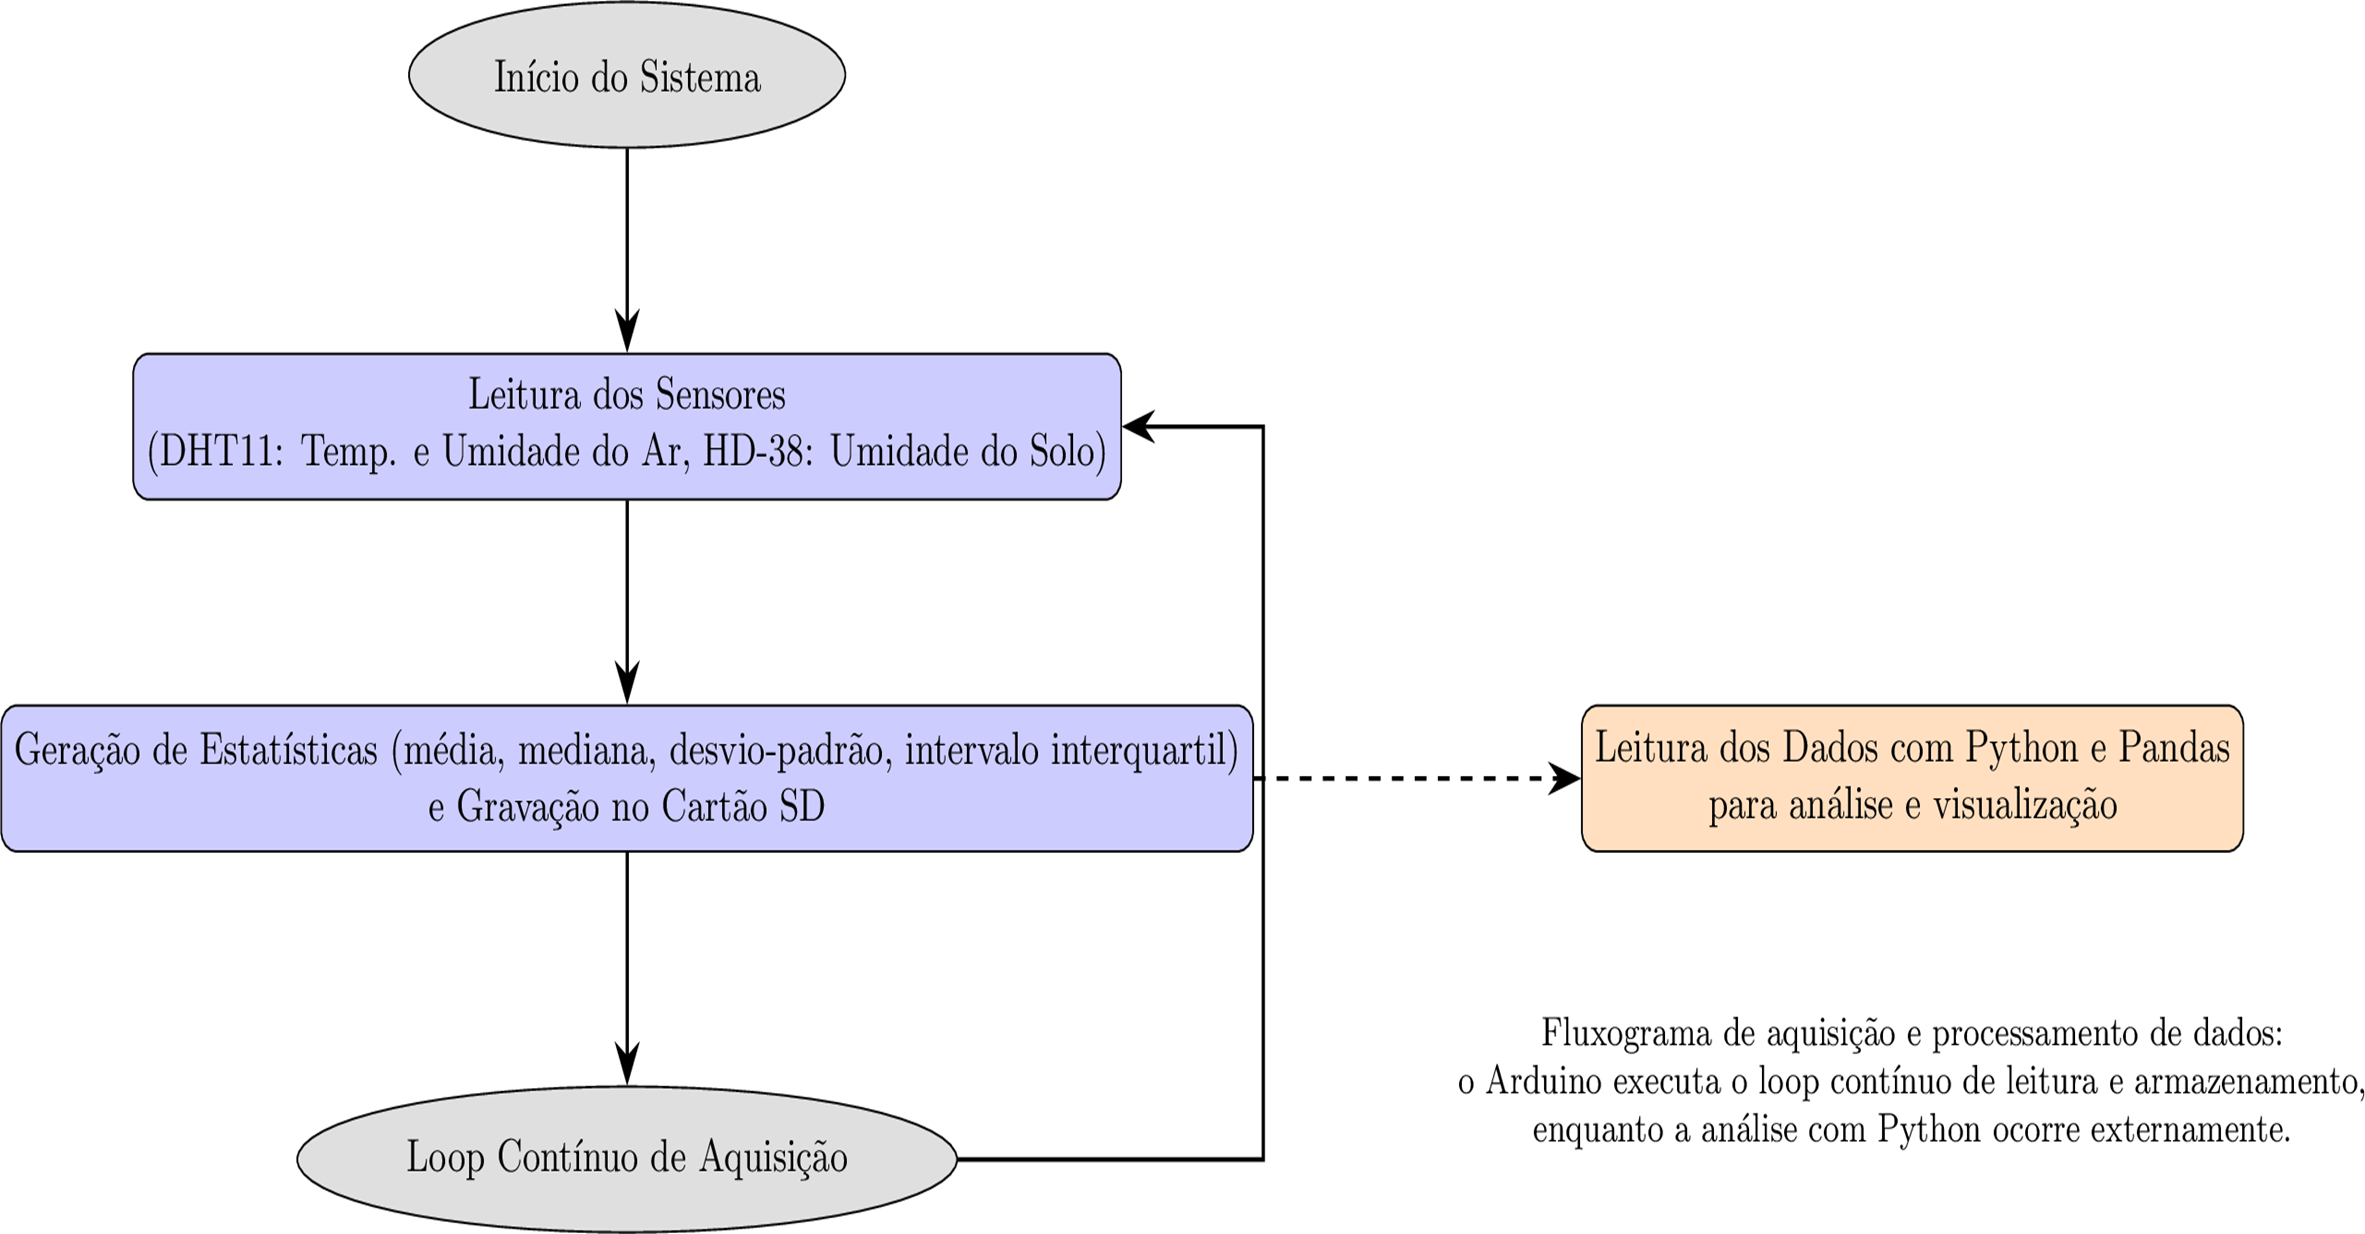 Início do Sistema
Leitura dos Sensores
(DHT11: Temp. e Umidade do Ar, HD-38: Umidade do Solo)
Geração de Estatísticas (média, mediana, desvio-padrão, intervalo interquartil)
e Gravação no Cartão SD
Leitura dos Dados com Python e Pandas
para análise e visualização
Loop Contínuo de Aquisição
Fluxograma de aquisição e processamento de dados:
o Arduino executa o loop contínuo de leitura e armazenamento,
enquanto a análise com Python ocorre externamente.